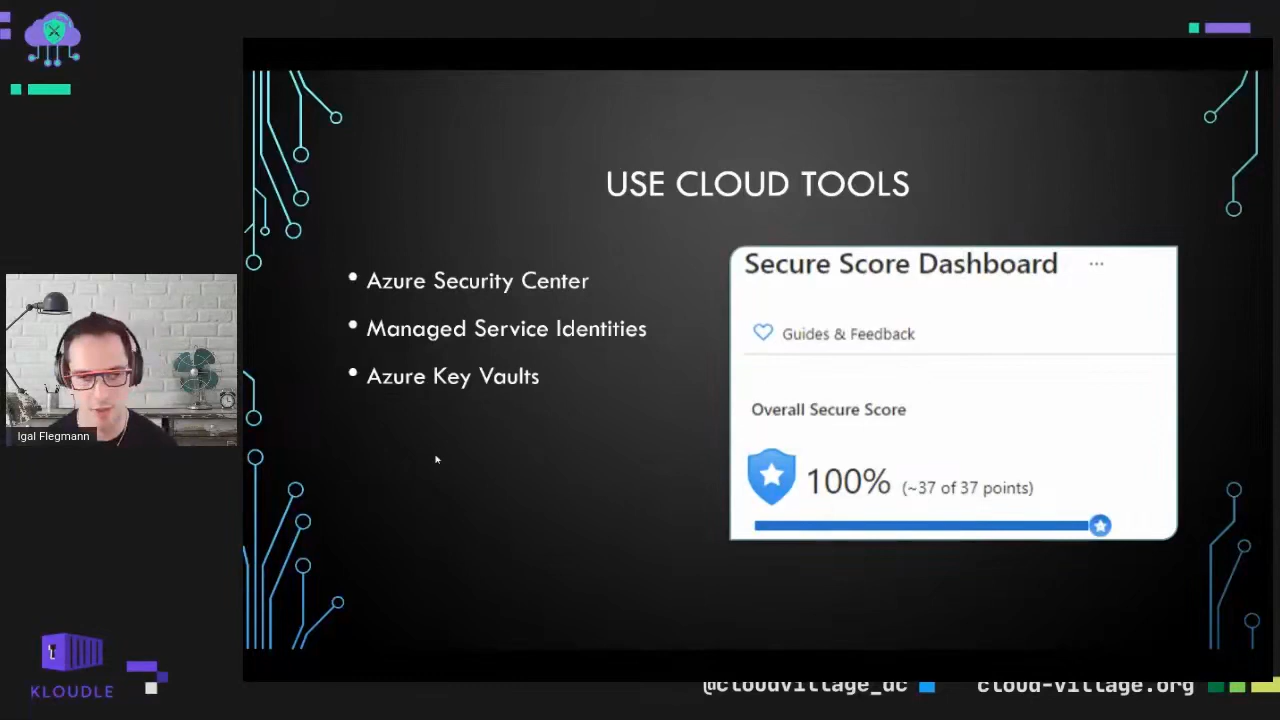 USE CLOUD TOOLS
• Azure Security Center
• Managed Service Identities
• Azure Key Vaults
Secure Score Dashboard ...
Guides & Feedback
Overall Secure Score
100% (~37 of 37 points)
Igal Flegmann
KLOUDLE
@cloudvillage_dc
cloud-village.org